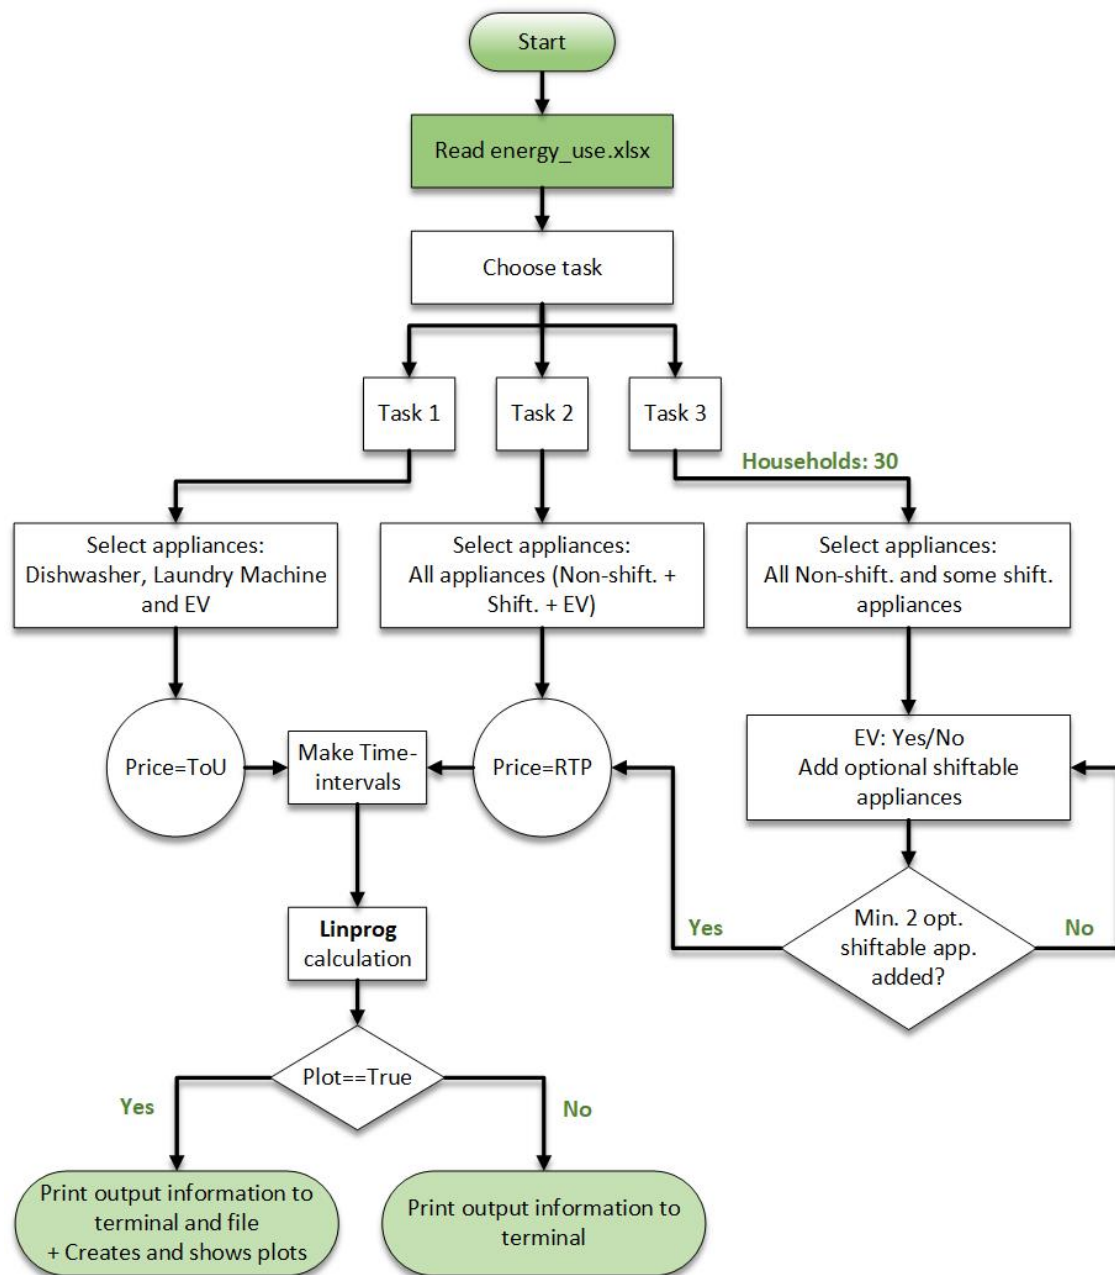 Start
Read energy_use.xlsx
Choose task
Task 1
Task 2
Task 3
Households: 30
Select appliances:
Dishwasher, Laundry Machine
and EV
Select appliances:
All appliances (Non-shift. +
Shift. + EV)
Select appliances:
All Non-shift. and some shift.
appliances
Price=ToU
Make Time-
intervals
Price=RTP
EV: Yes/No
Add optional shiftable
appliances
Linprog
calculation
Yes
Min. 2 opt.
shiftable app.
added?
No
Plot==True
Yes
No
Print output information to
terminal and file
+ Creates and shows plots
Print output information to
terminal